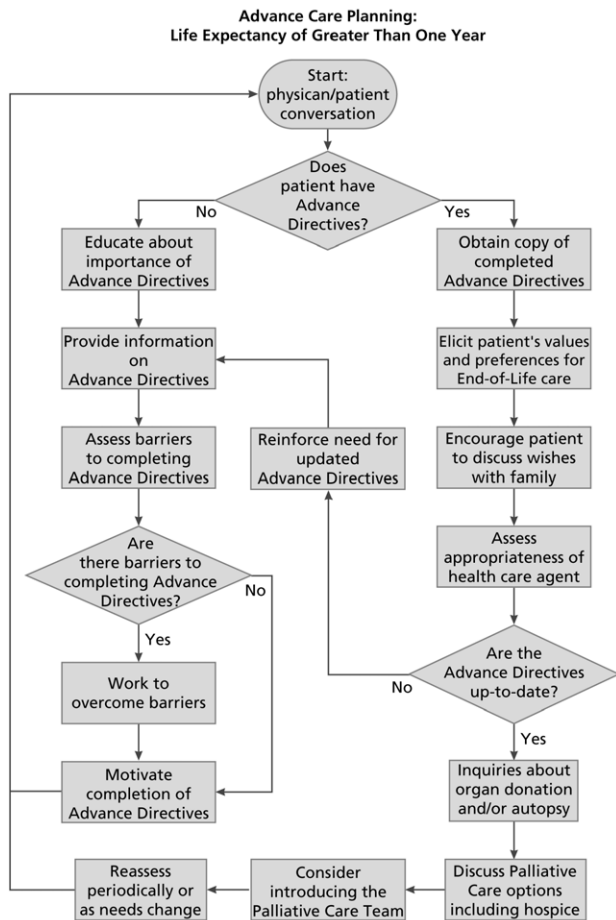 Advance Care Planning:
Life Expectancy of Greater Than One Year
Start:
physican/patient
conversation
Does
patient have
Advance
Directives?
No
Yes
Educate about
importance of
Advance Directives
Provide information
on
Advance Directives
Assess barriers
to completing
Advance Directives
Are
there barriers to
completing Advance
Directives?
No
Yes
Work to
overcome barriers
Motivate
completion of
Advance Directives
Obtain copy of
completed
Advance Directives
Elicit patient's values
and preferences for
End-of-Life care
Encourage patient
to discuss wishes
with family
Assess
appropriateness of
health care agent
Are the
Advance Directives
up-to-date?
No
Yes
Reinforce need for
updated
Advance Directives
Inquiries about
organ donation
and/or autopsy
Discuss Palliative
Care options
including hospice
Consider
introducing the
Palliative Care Team
Reassess
periodically or
as needs change